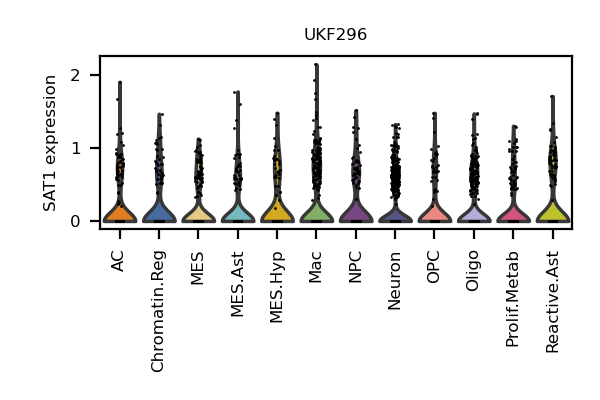 UKF296
SAT1 expression
2
1
0
AC
Chromatin.Reg
MES
MES.Ast
MES.Hyp
Mac
NPC
Neuron
OPC
Oligo
Prolif.Metab
Reactive.Ast